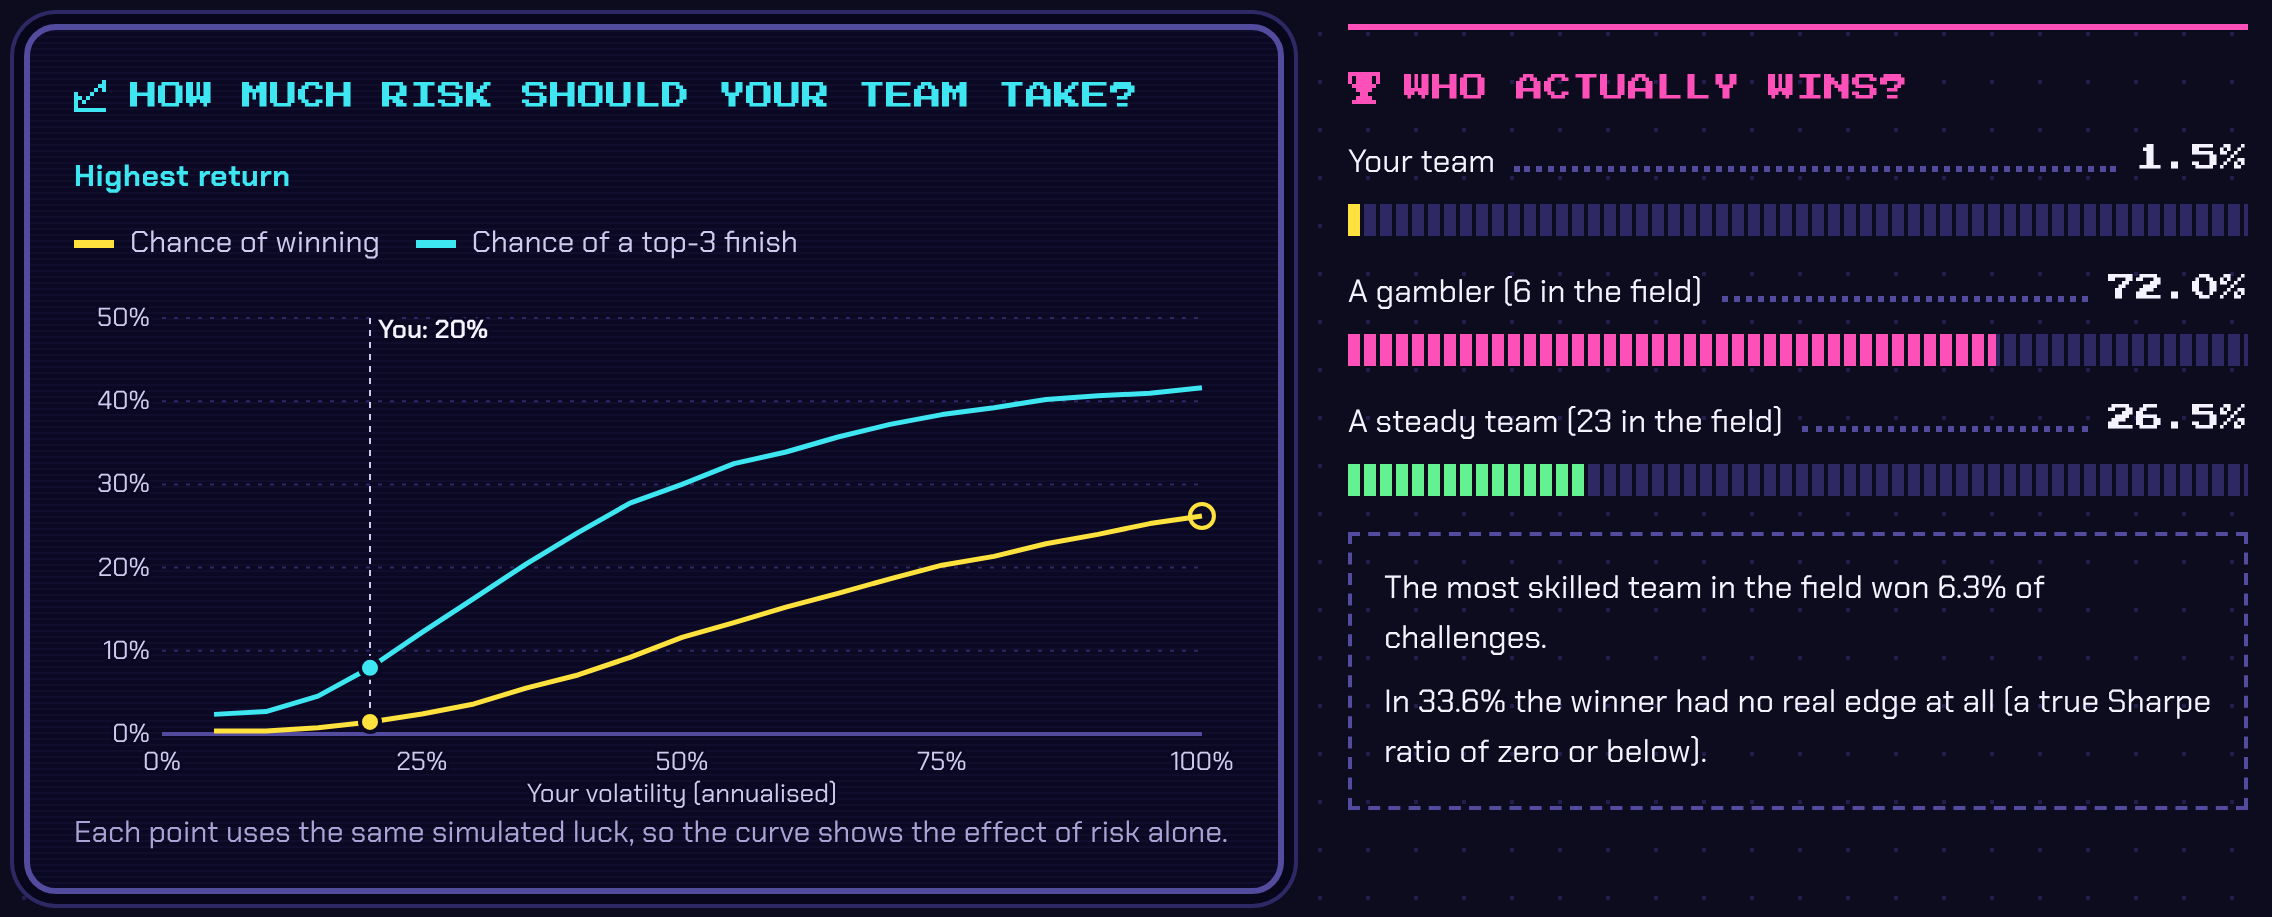 HOW MUCH RISK SHOULD YOUR TEAM TAKE?
Highest return
Chance of winning
Chance of a top-3 finish
50%
You: 20%
40%
30%
20%
10%
0%
0%
25%
50%
75%
100%
Your volatility (annualised)
Each point uses the same simulated luck, so the curve shows the effect of risk alone.
WHO ACTUALLY WINS?
Your team 1.5%
A gambler (6 in the field) 72.0%
A steady team (23 in the field) 26.5%
The most skilled team in the field won 6.3% of
challenges.
In 33.6% the winner had no real edge at all (a true Sharpe
ratio of zero or below).